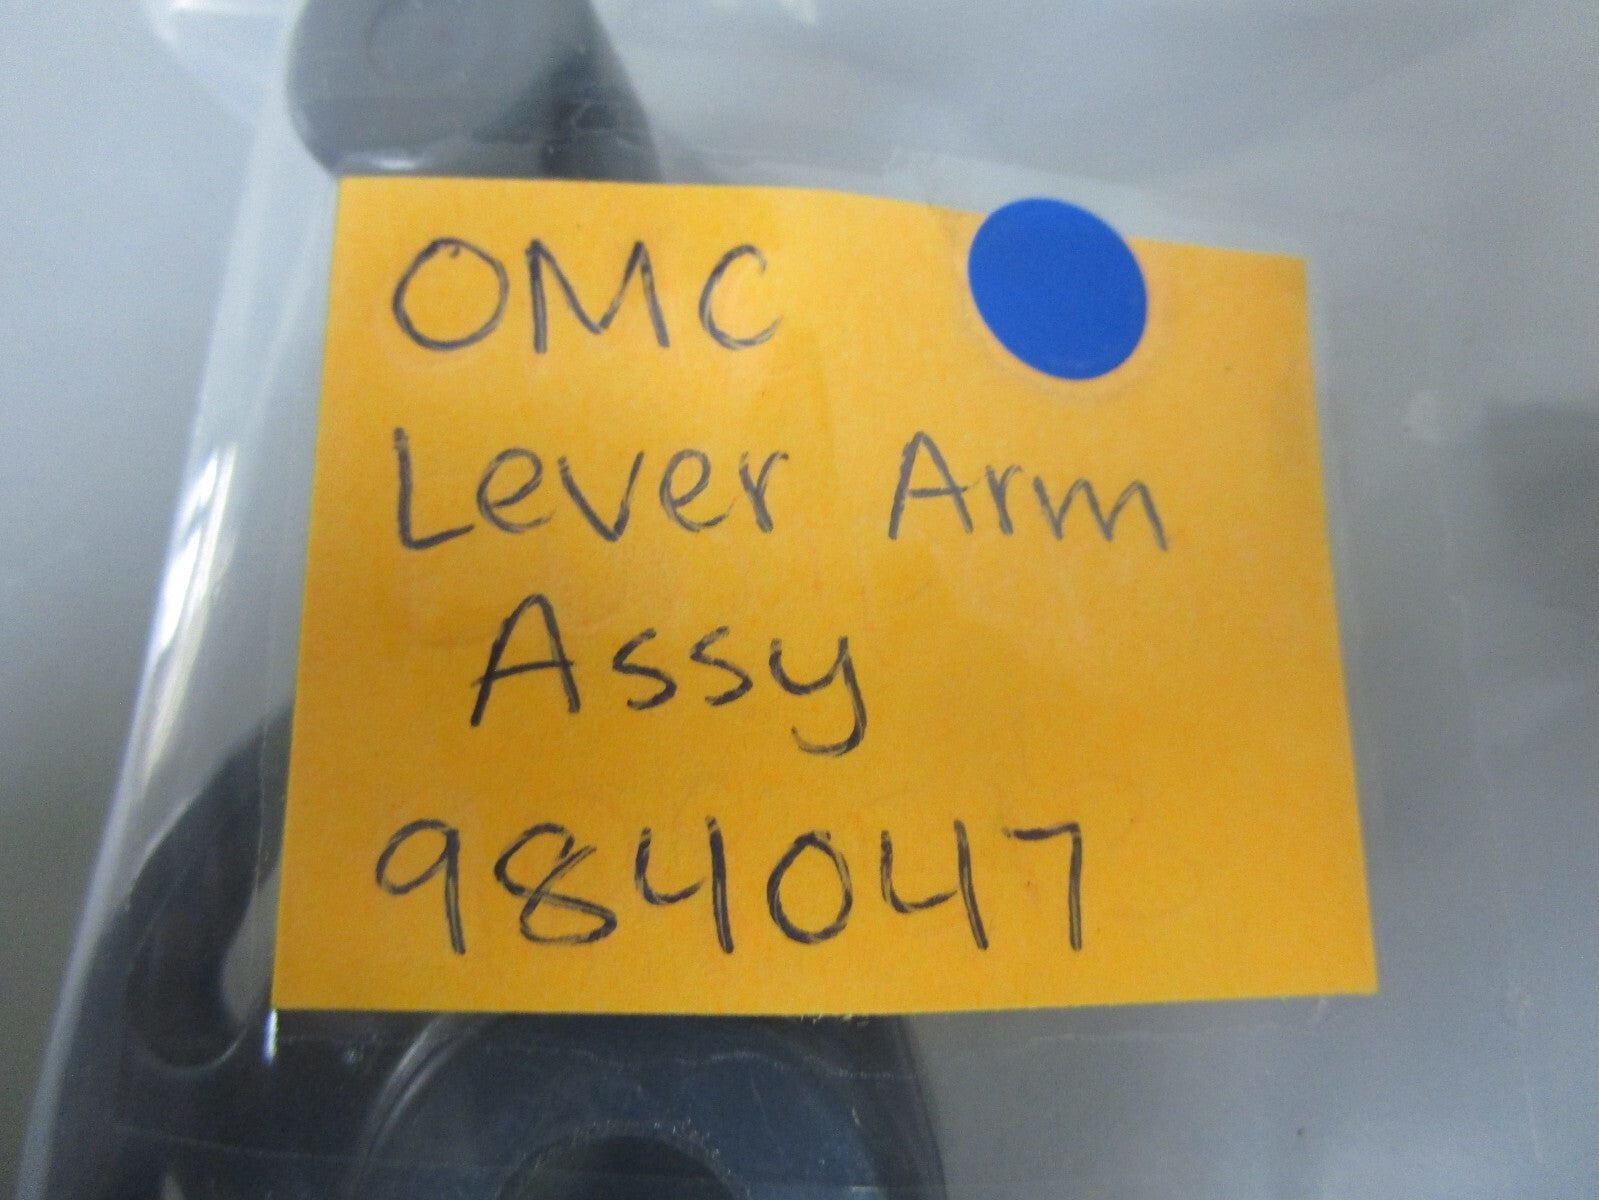 OMC
Lever Arm
Assy
984047